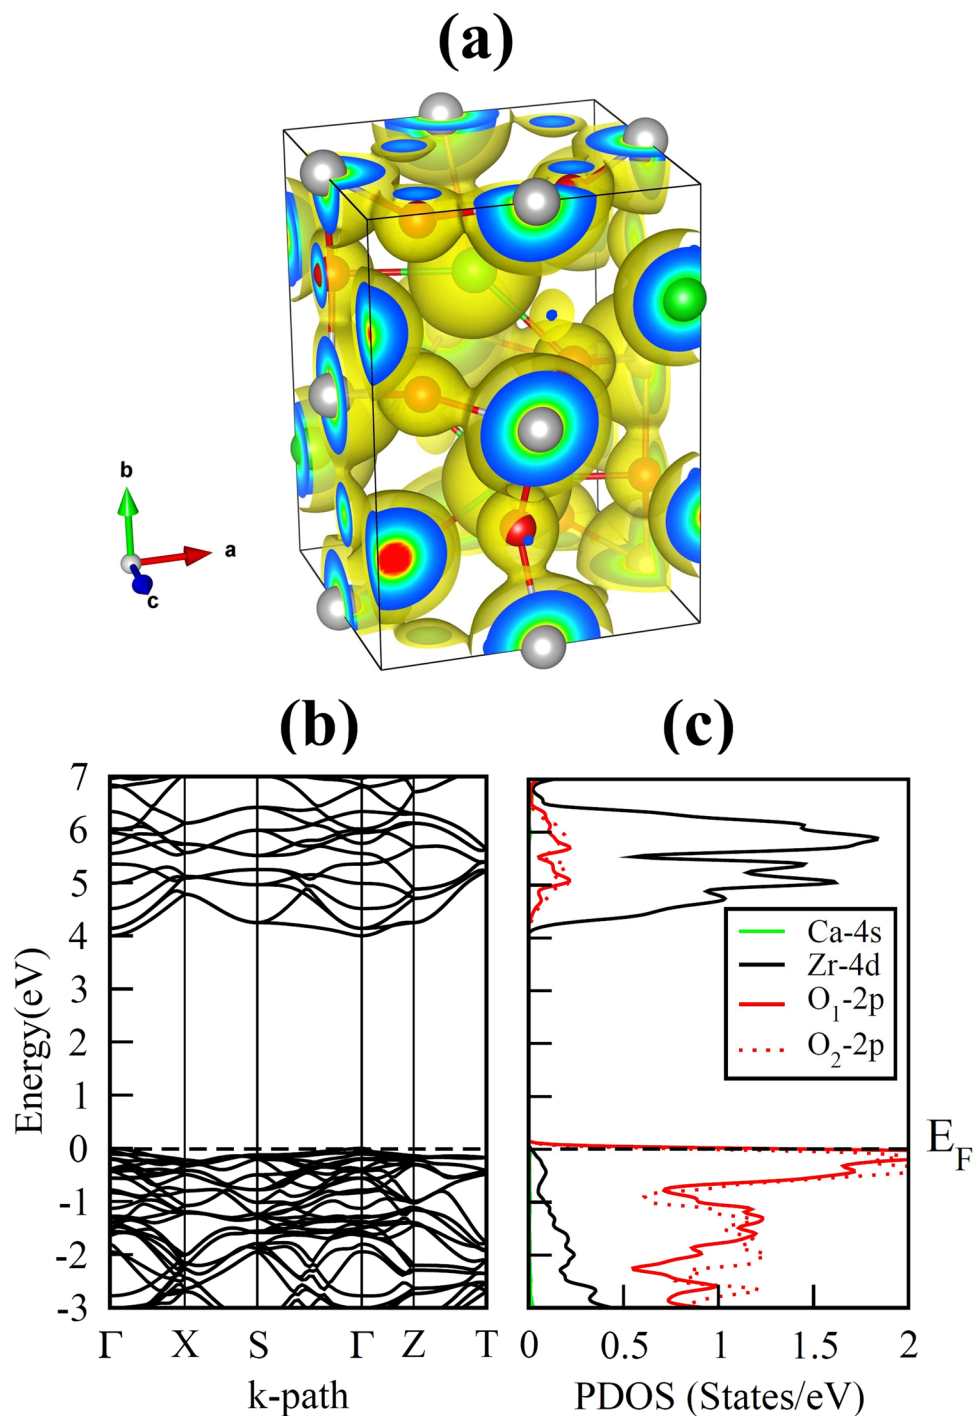 (a)
b
a
c
(b)
(c)
7
6
5
4
3
2
1
0
-1
-2
-3
Energy(eV)
Γ X S Γ Z T
k-path
Ca-4s
Zr-4d
O1-2p
O2-2p
EF
0 0.5 1 1.5 2
PDOS (States/eV)